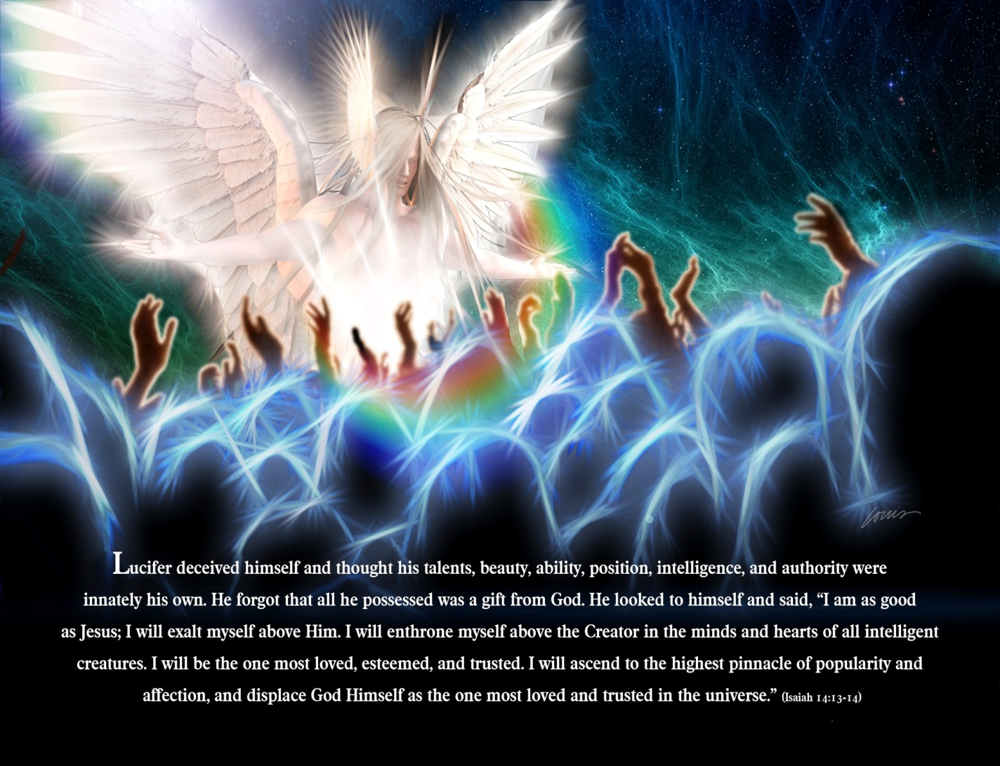 Louis
Lucifer deceived himself and thought his talents, beauty, ability, position, intelligence, and authority were
innately his own. He forgot that all he possessed was a gift from God. He looked to himself and said, “I am as good
as Jesus; I will exalt myself above Him. I will enthrone myself above the Creator in the minds and hearts of all intelligent
creatures. I will be the one most loved, esteemed, and trusted. I will ascend to the highest pinnacle of popularity and
affection, and displace God Himself as the one most loved and trusted in the universe.” (Isaiah 14:13-14)